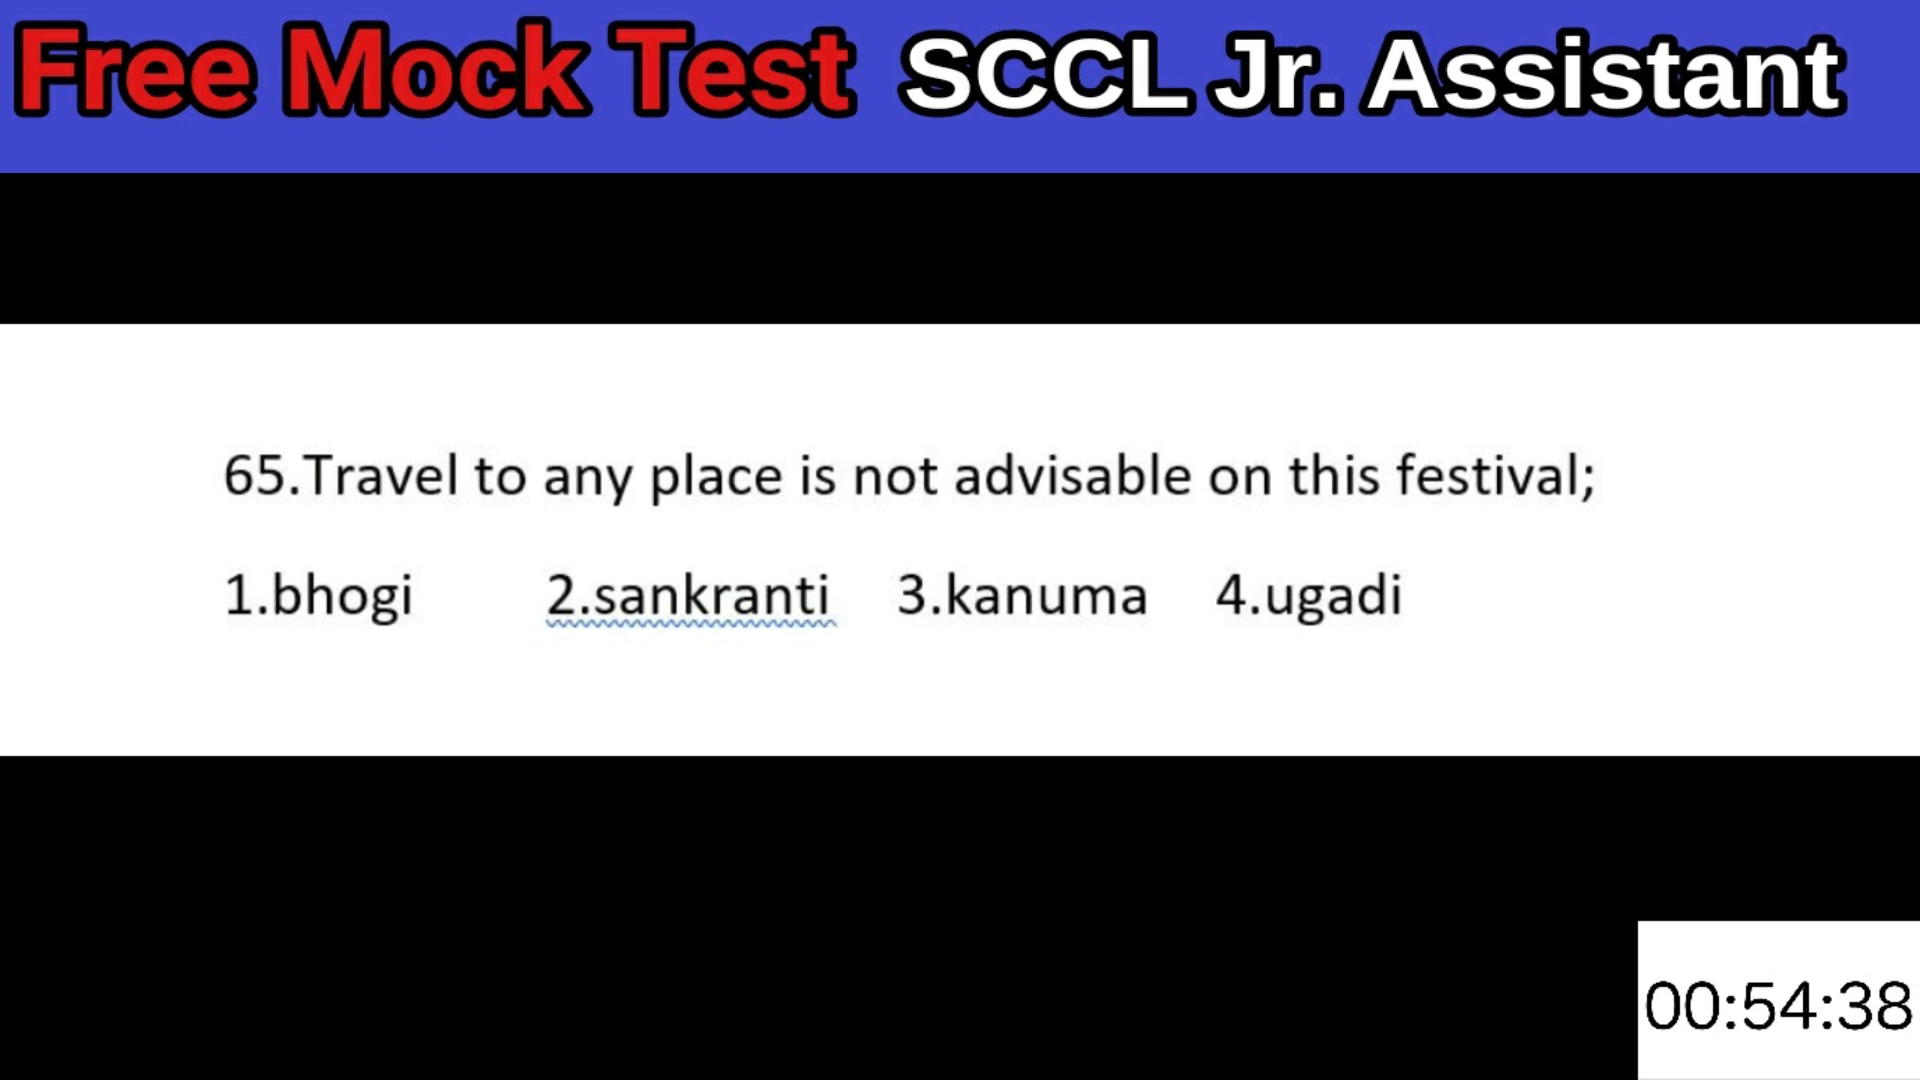 Free Mock Test SCCL Jr. Assistant
65.Travel to any place is not advisable on this festival;
1.bhogi 2.sankranti 3.kanuma 4.ugadi
00:54:38